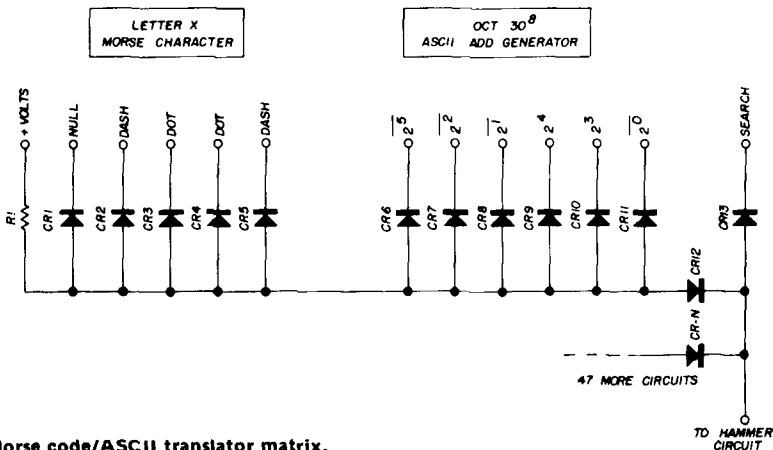 LETTER X
MORSE CHARACTER
OCT 30⁸
ASCII ADD GENERATOR
+ VOLTS
NULL
DASH
DOT
DOT
DASH
2̅⁵
2̅²
2̅¹
2⁴
2³
2̅⁰
SEARCH
R1
CR1
CR2
CR3
CR4
CR5
CR6
CR7
CR8
CR9
CR10
CR11
CR12
CR13
CR-N
47 MORE CIRCUITS
TO HAMMER
CIRCUIT
Morse code/ASCII translator matrix.